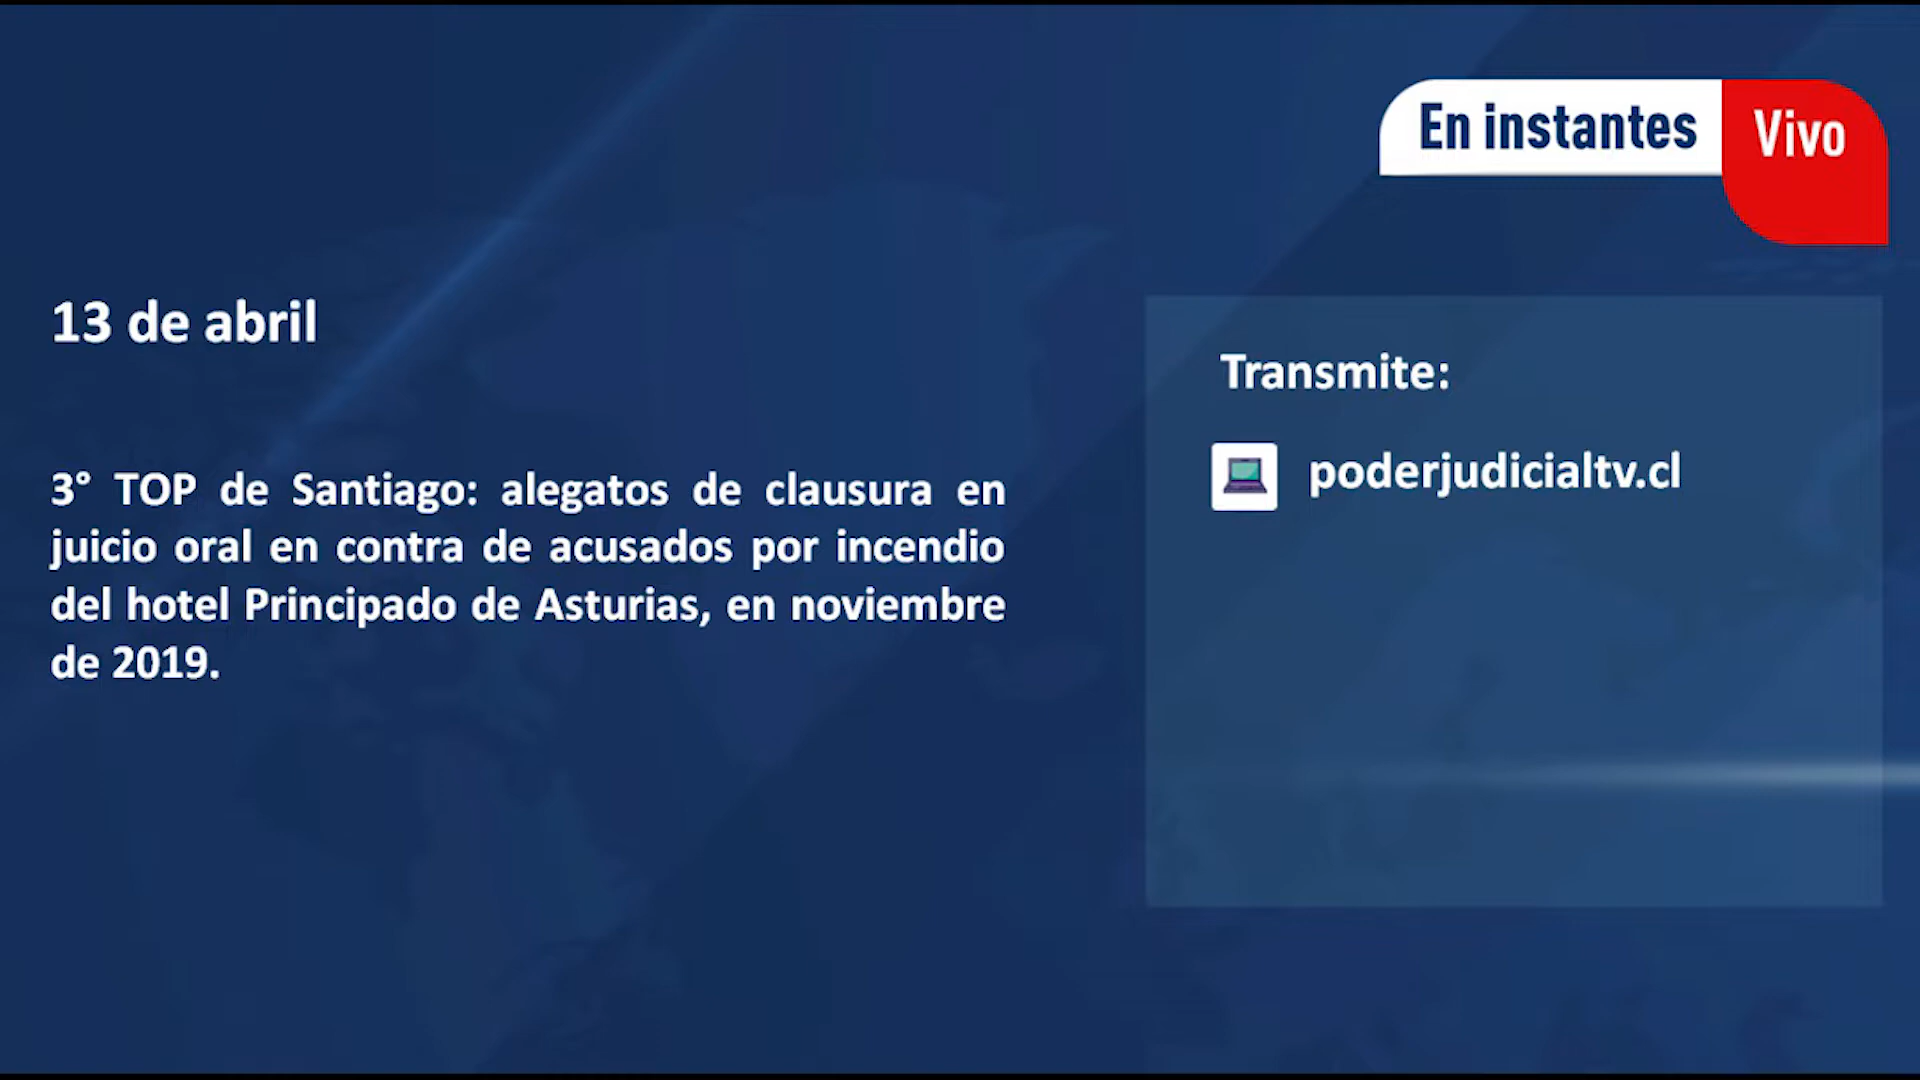 En instantes Vivo
13 de abril
3° TOP de Santiago: alegatos de clausura en
juicio oral en contra de acusados por incendio
del hotel Principado de Asturias, en noviembre
de 2019.
Transmite:
poderjudicialtv.cl